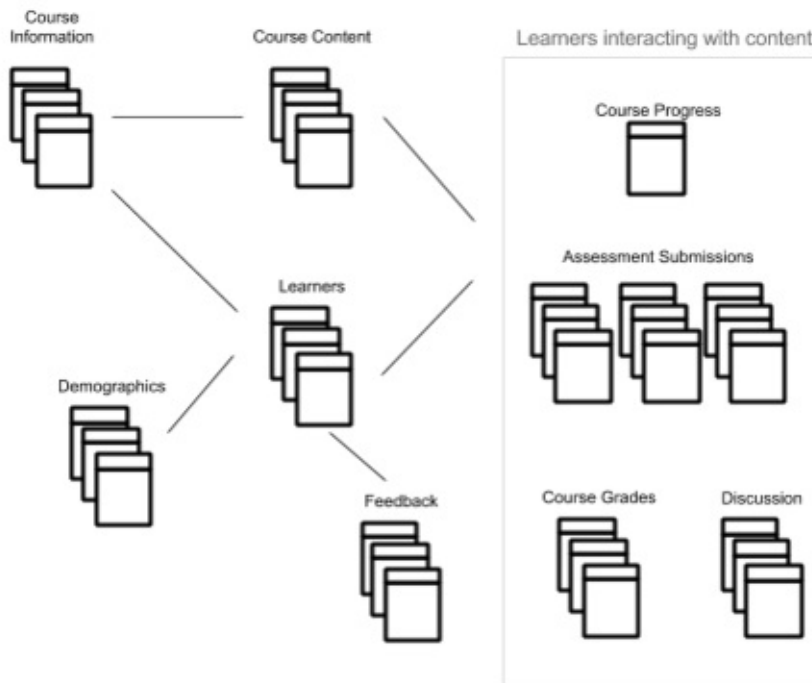 Course
Information
Course Content
Learners interacting with content
Course Progress
Assessment Submissions
Learners
Demographics
Feedback
Course Grades
Discussion